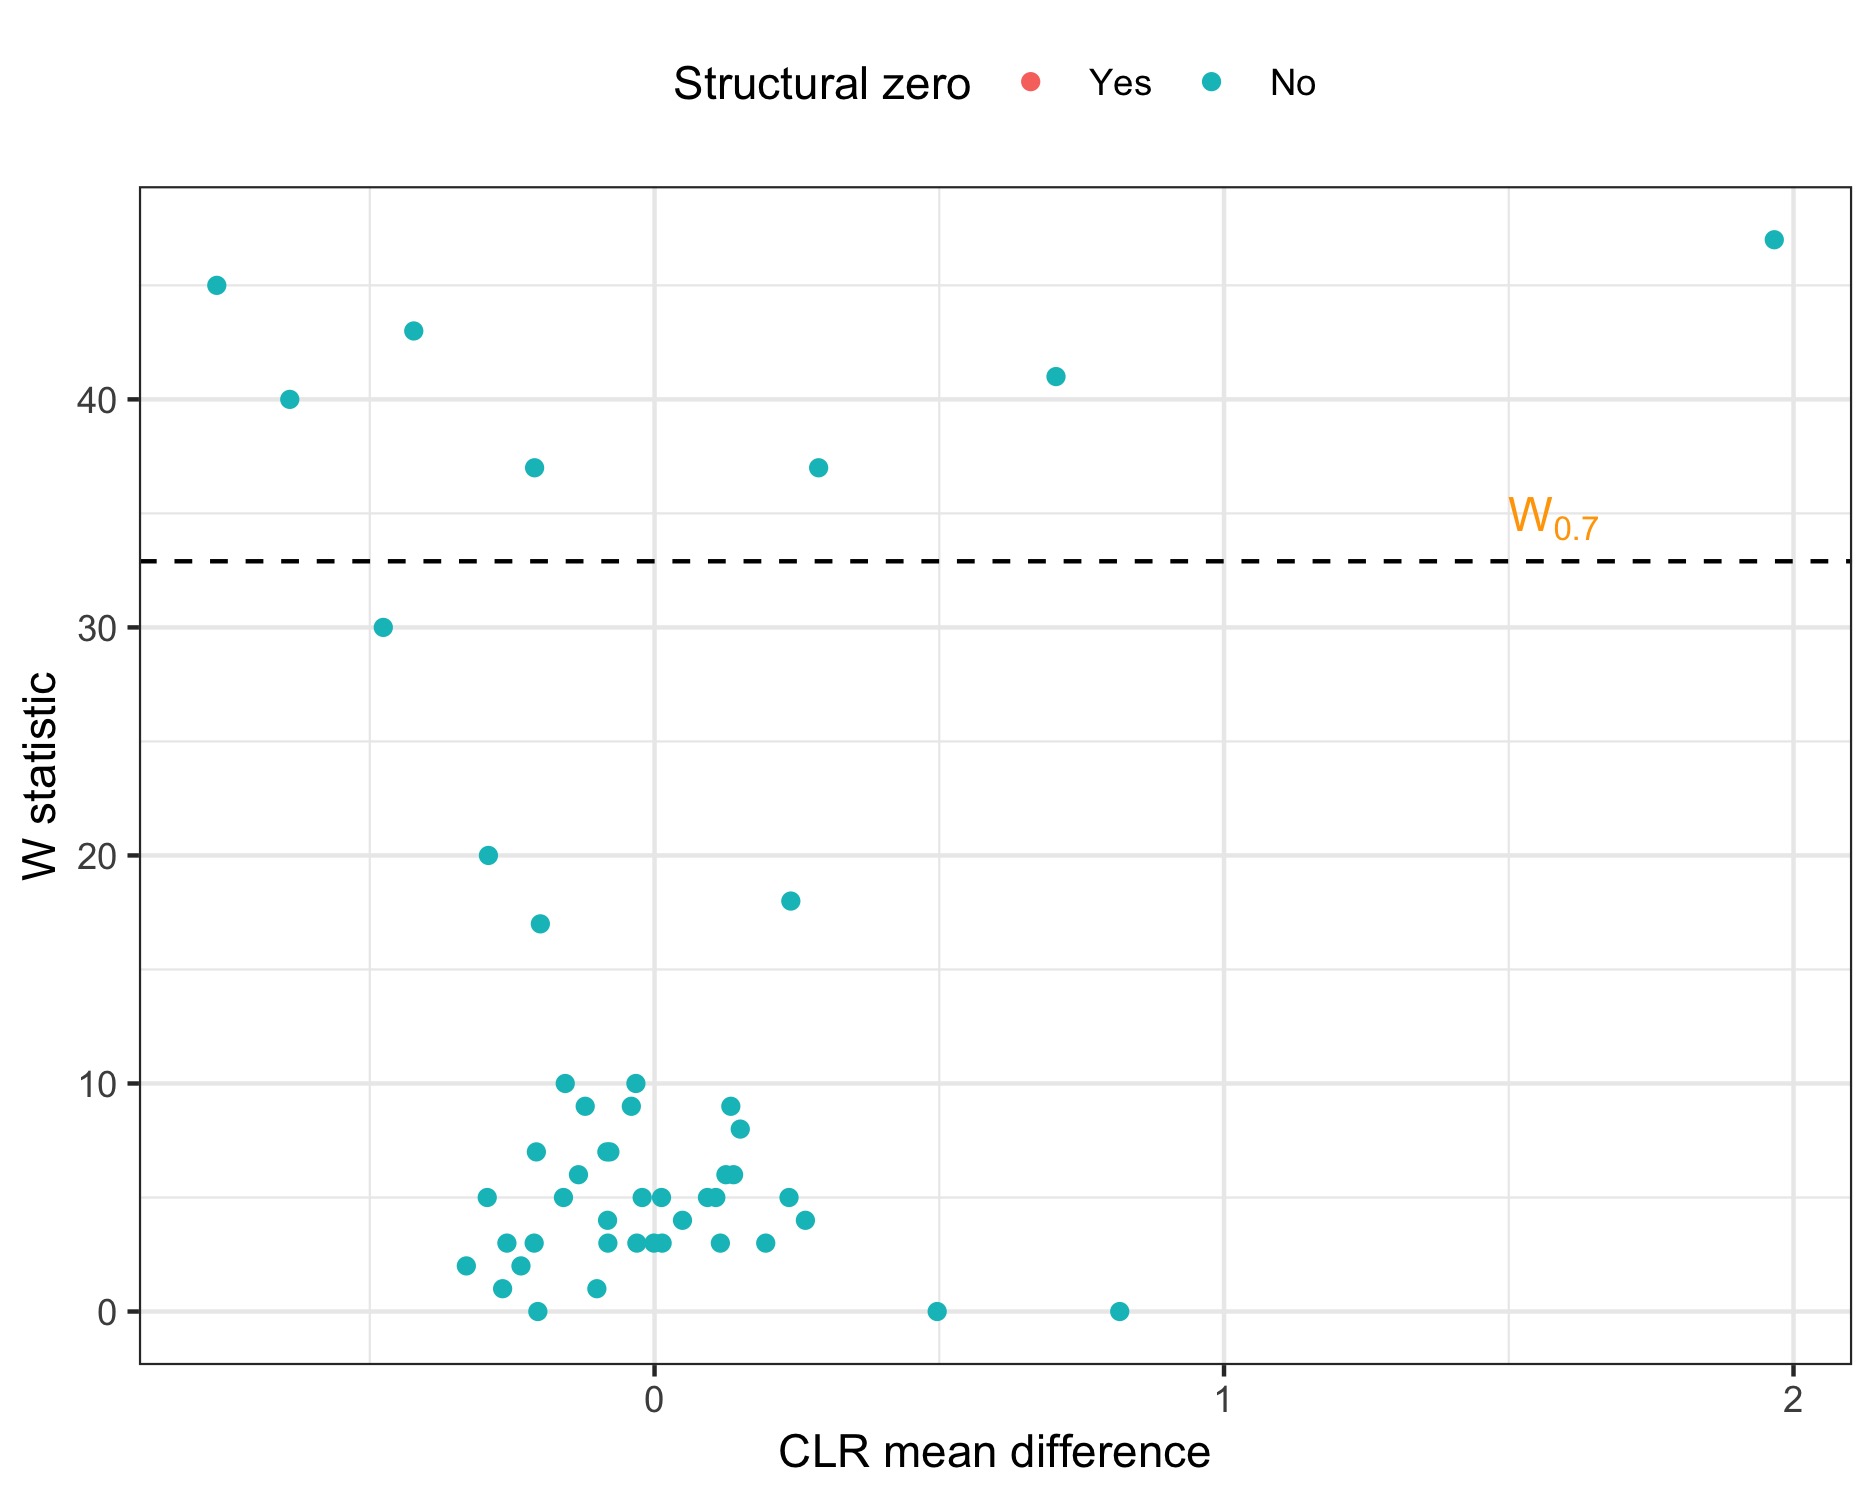 Structural zero Yes No
W0.7
40
30
20
10
0
W statistic
0 1 2
CLR mean difference